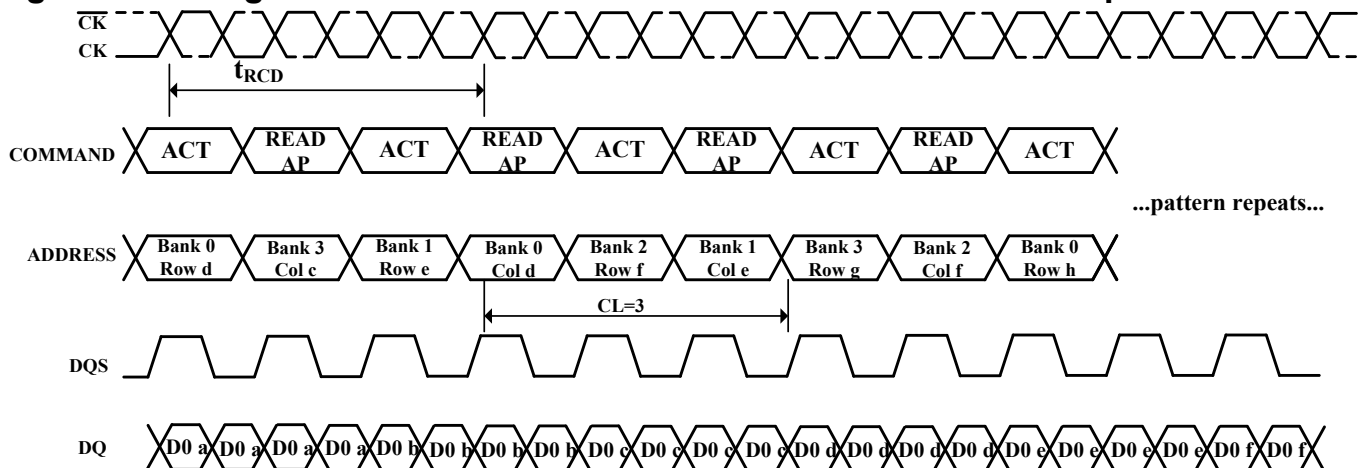 CK
CK
tRCD
COMMAND ACT READ AP ACT READ AP ACT READ AP ACT READ AP ACT
...pattern repeats...
ADDRESS Bank 0 Row d Bank 3 Col c Bank 1 Row e Bank 0 Col d Bank 2 Row f Bank 1 Col e Bank 3 Row g Bank 2 Col f Bank 0 Row h
CL=3
DQS
DQ D0 a D0 a D0 a D0 a D0 b D0 b D0 b D0 b D0 c D0 c D0 c D0 c D0 d D0 d D0 d D0 d D0 e D0 e D0 e D0 e D0 f D0 f